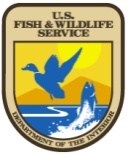 U.S.
FISH & WILDLIFE
SERVICE
DEPARTMENT OF THE INTERIOR